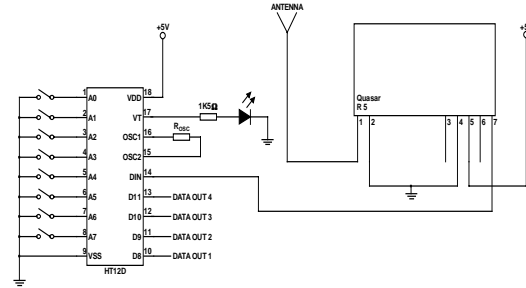 ANTENNA
+5V
+5V
1 A0 VDD 18
2 A1 VT 17
1K5Ω
3 A2 OSC1 16
ROSC
4 A3 OSC2 15
5 A4 DIN 14
6 A5 D11 13 DATA OUT 4
7 A6 D10 12 DATA OUT 3
8 A7 D9 11 DATA OUT 2
9 VSS D8 10 DATA OUT 1
HT12D
Quasar
R 5
1 2 3 4 5 6 7